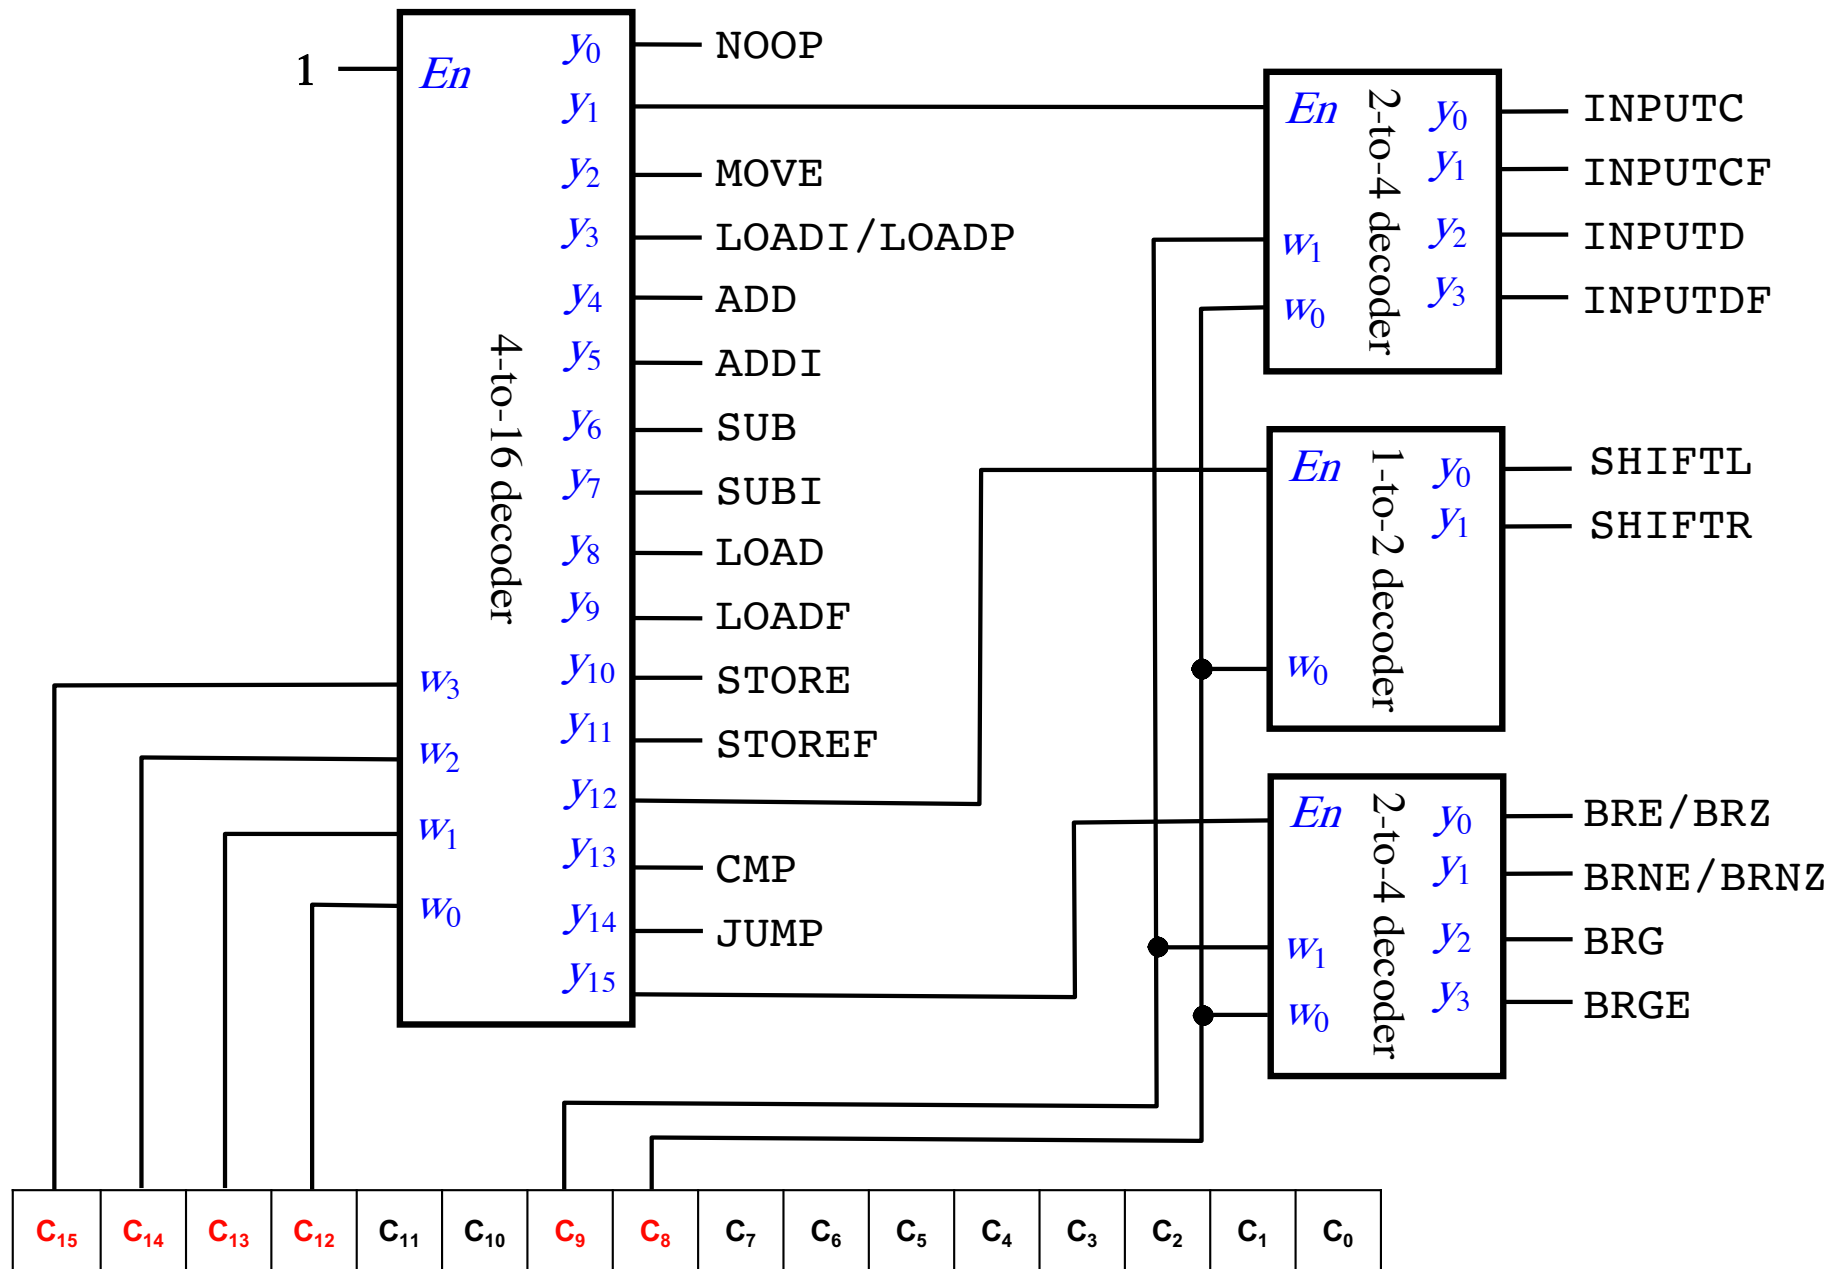 1
En
4-to-16 decoder
w₃
w₂
w₁
w₀
y₀ NOOP
y₁
y₂ MOVE
y₃ LOADI/LOADP
y₄ ADD
y₅ ADDI
y₆ SUB
y₇ SUBI
y₈ LOAD
y₉ LOADF
y₁₀ STORE
y₁₁ STOREF
y₁₂
y₁₃ CMP
y₁₄ JUMP
y₁₅
En
w₁
w₀
2-to-4 decoder
y₀ INPUTC
y₁ INPUTCF
y₂ INPUTD
y₃ INPUTDF
En
w₀
1-to-2 decoder
y₀ SHIFTL
y₁ SHIFTR
En
w₁
w₀
2-to-4 decoder
y₀ BRE/BRZ
y₁ BRNE/BRNZ
y₂ BRG
y₃ BRGE
C₁₅ C₁₄ C₁₃ C₁₂ C₁₁ C₁₀ C₉ C₈ C₇ C₆ C₅ C₄ C₃ C₂ C₁ C₀